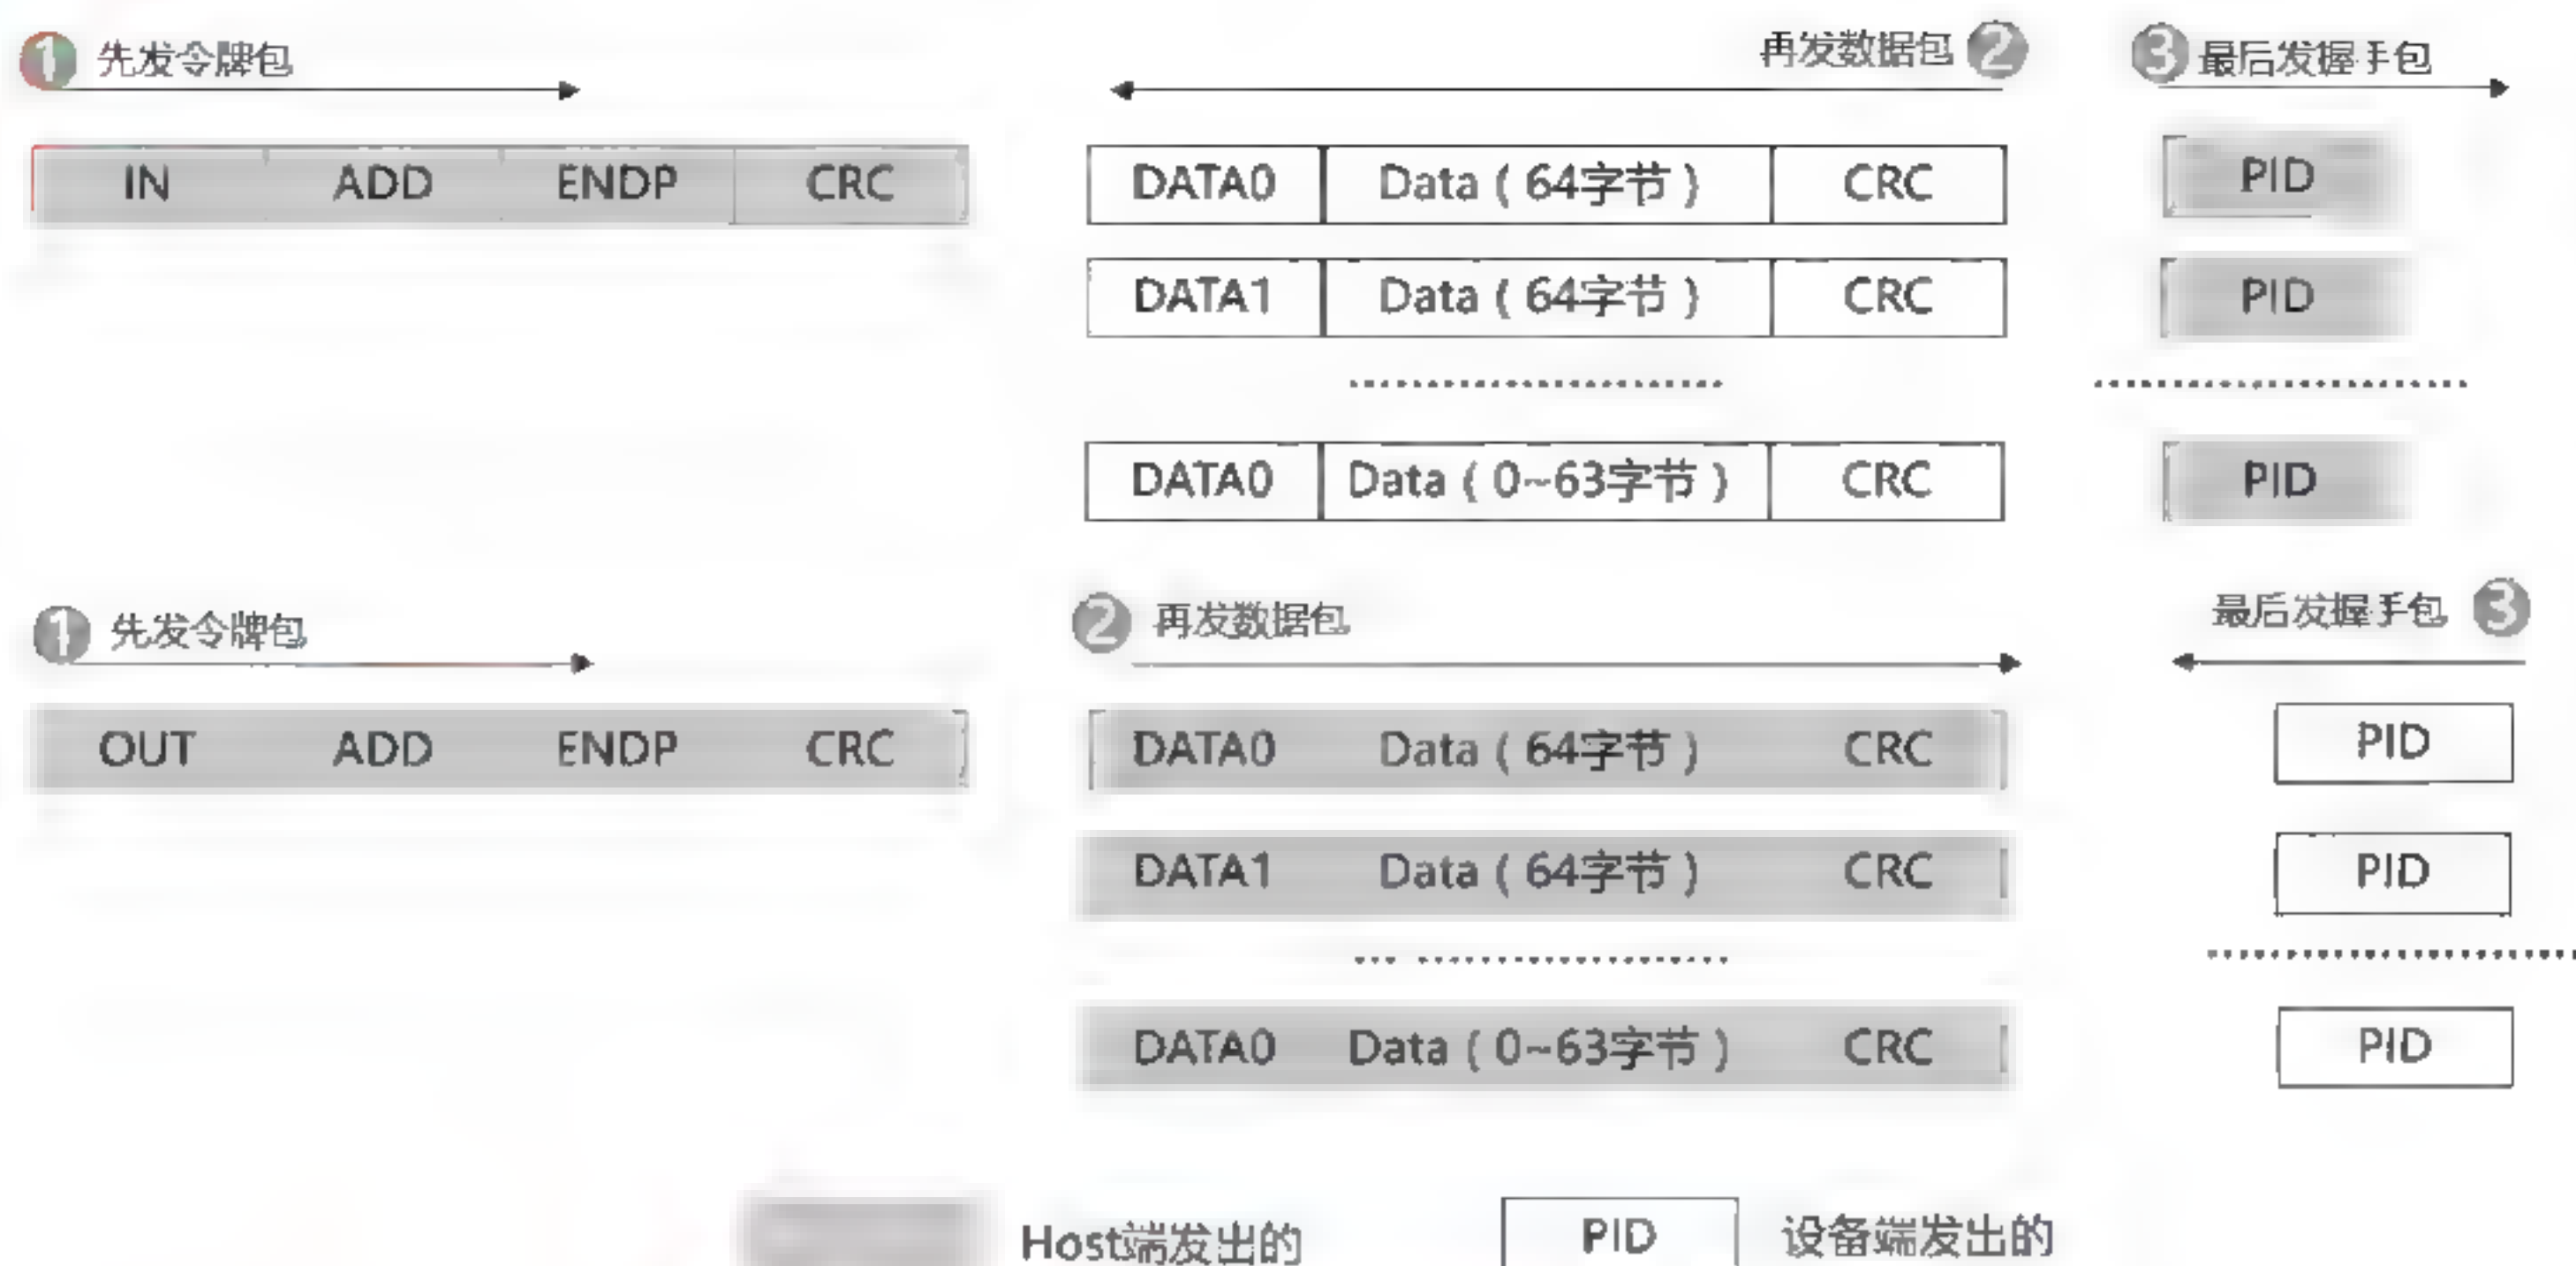 ① 先发令牌包 再发数据包 ② ③ 最后发握手包
IN ADD ENDP CRC DATA0 Data ( 64字节 ) CRC PID
DATA1 Data ( 64字节 ) CRC PID
DATA0 Data ( 0~63字节 ) CRC PID
① 先发令牌包 ② 再发数据包 最后发握手包 ③
OUT ADD ENDP CRC DATA0 Data ( 64字节 ) CRC PID
DATA1 Data ( 64字节 ) CRC PID
DATA0 Data ( 0~63字节 ) CRC PID
Host端发出的 PID 设备端发出的